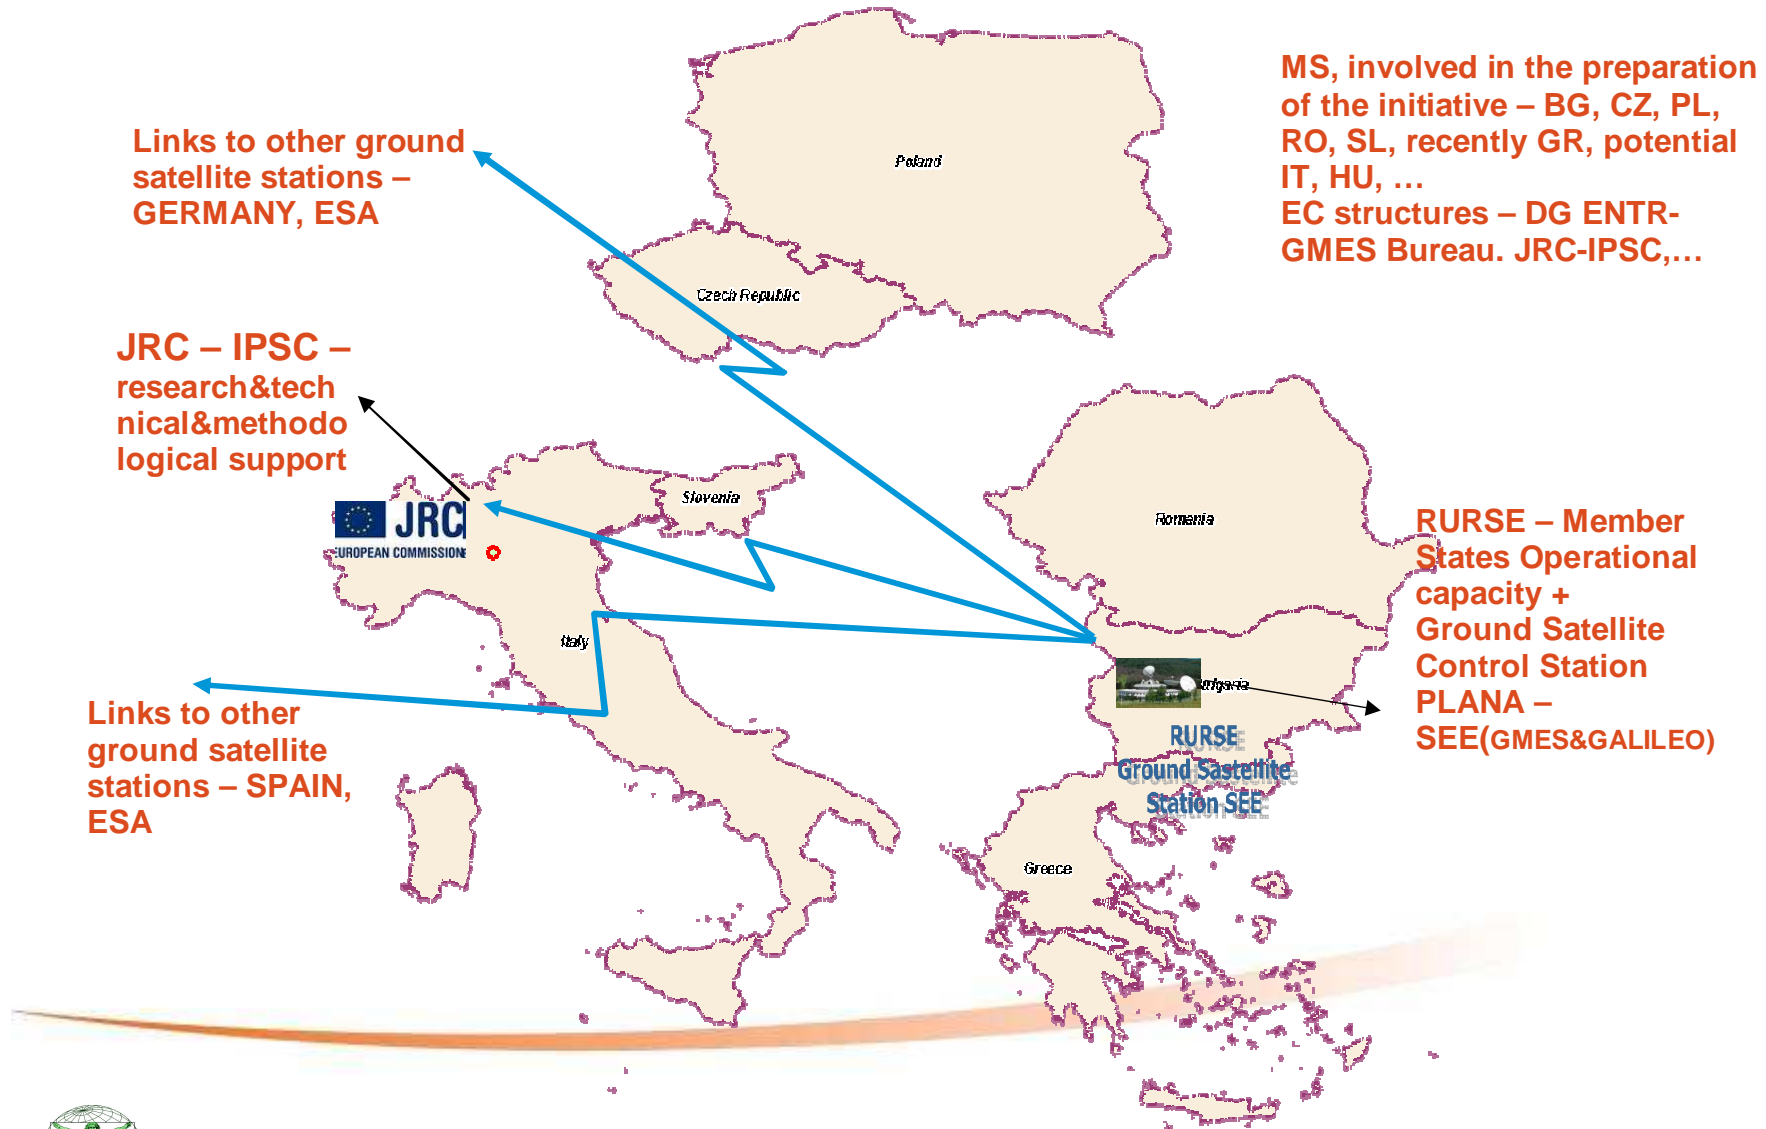 MS, involved in the preparation
of the initiative – BG, CZ, PL,
RO, SL, recently GR, potential
IT, HU, …
EC structures – DG ENTR-
GMES Bureau. JRC-IPSC,…
Links to other ground
satellite stations –
GERMANY, ESA
Poland
Czech Republic
JRC – IPSC –
research&tech
nical&methodo
logical support
Slovenia
JRC
EUROPEAN COMMISSION
Romania
RURSE – Member
States Operational
capacity +
Ground Satellite
Control Station
PLANA –
SEE(GMES&GALILEO)
Italy
Links to other
ground satellite
stations – SPAIN,
ESA
RURSE
Ground Sastellite
Station SEE
Greece